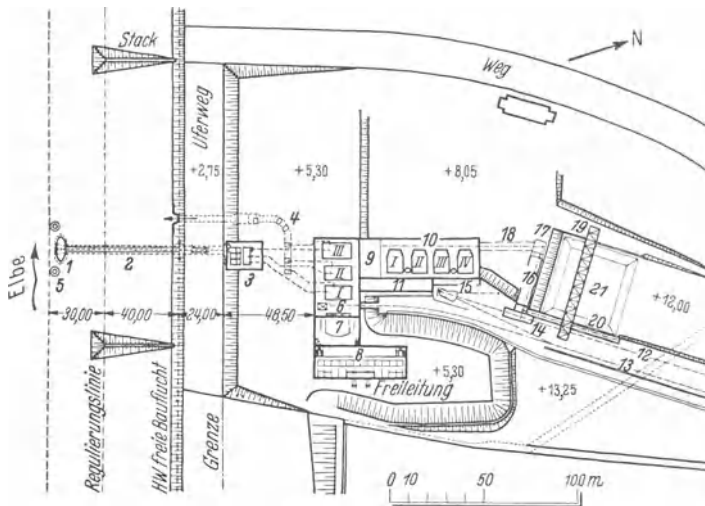 Stack
Weg
N
Uferweg
+2,75
+5,30
+8,05
4
III
II
I
9
10
I II III IV
18
17
19
16
21
+12,00
20
Elbe
1
2
3
5
11
15
6
7
14
12
13
30,00 40,00 24,00 48,50
8
+5,30
Freileitung
+13,25
Regulierungslinie
HW freie Bauflucht
Grenze
0 10 50 100 m